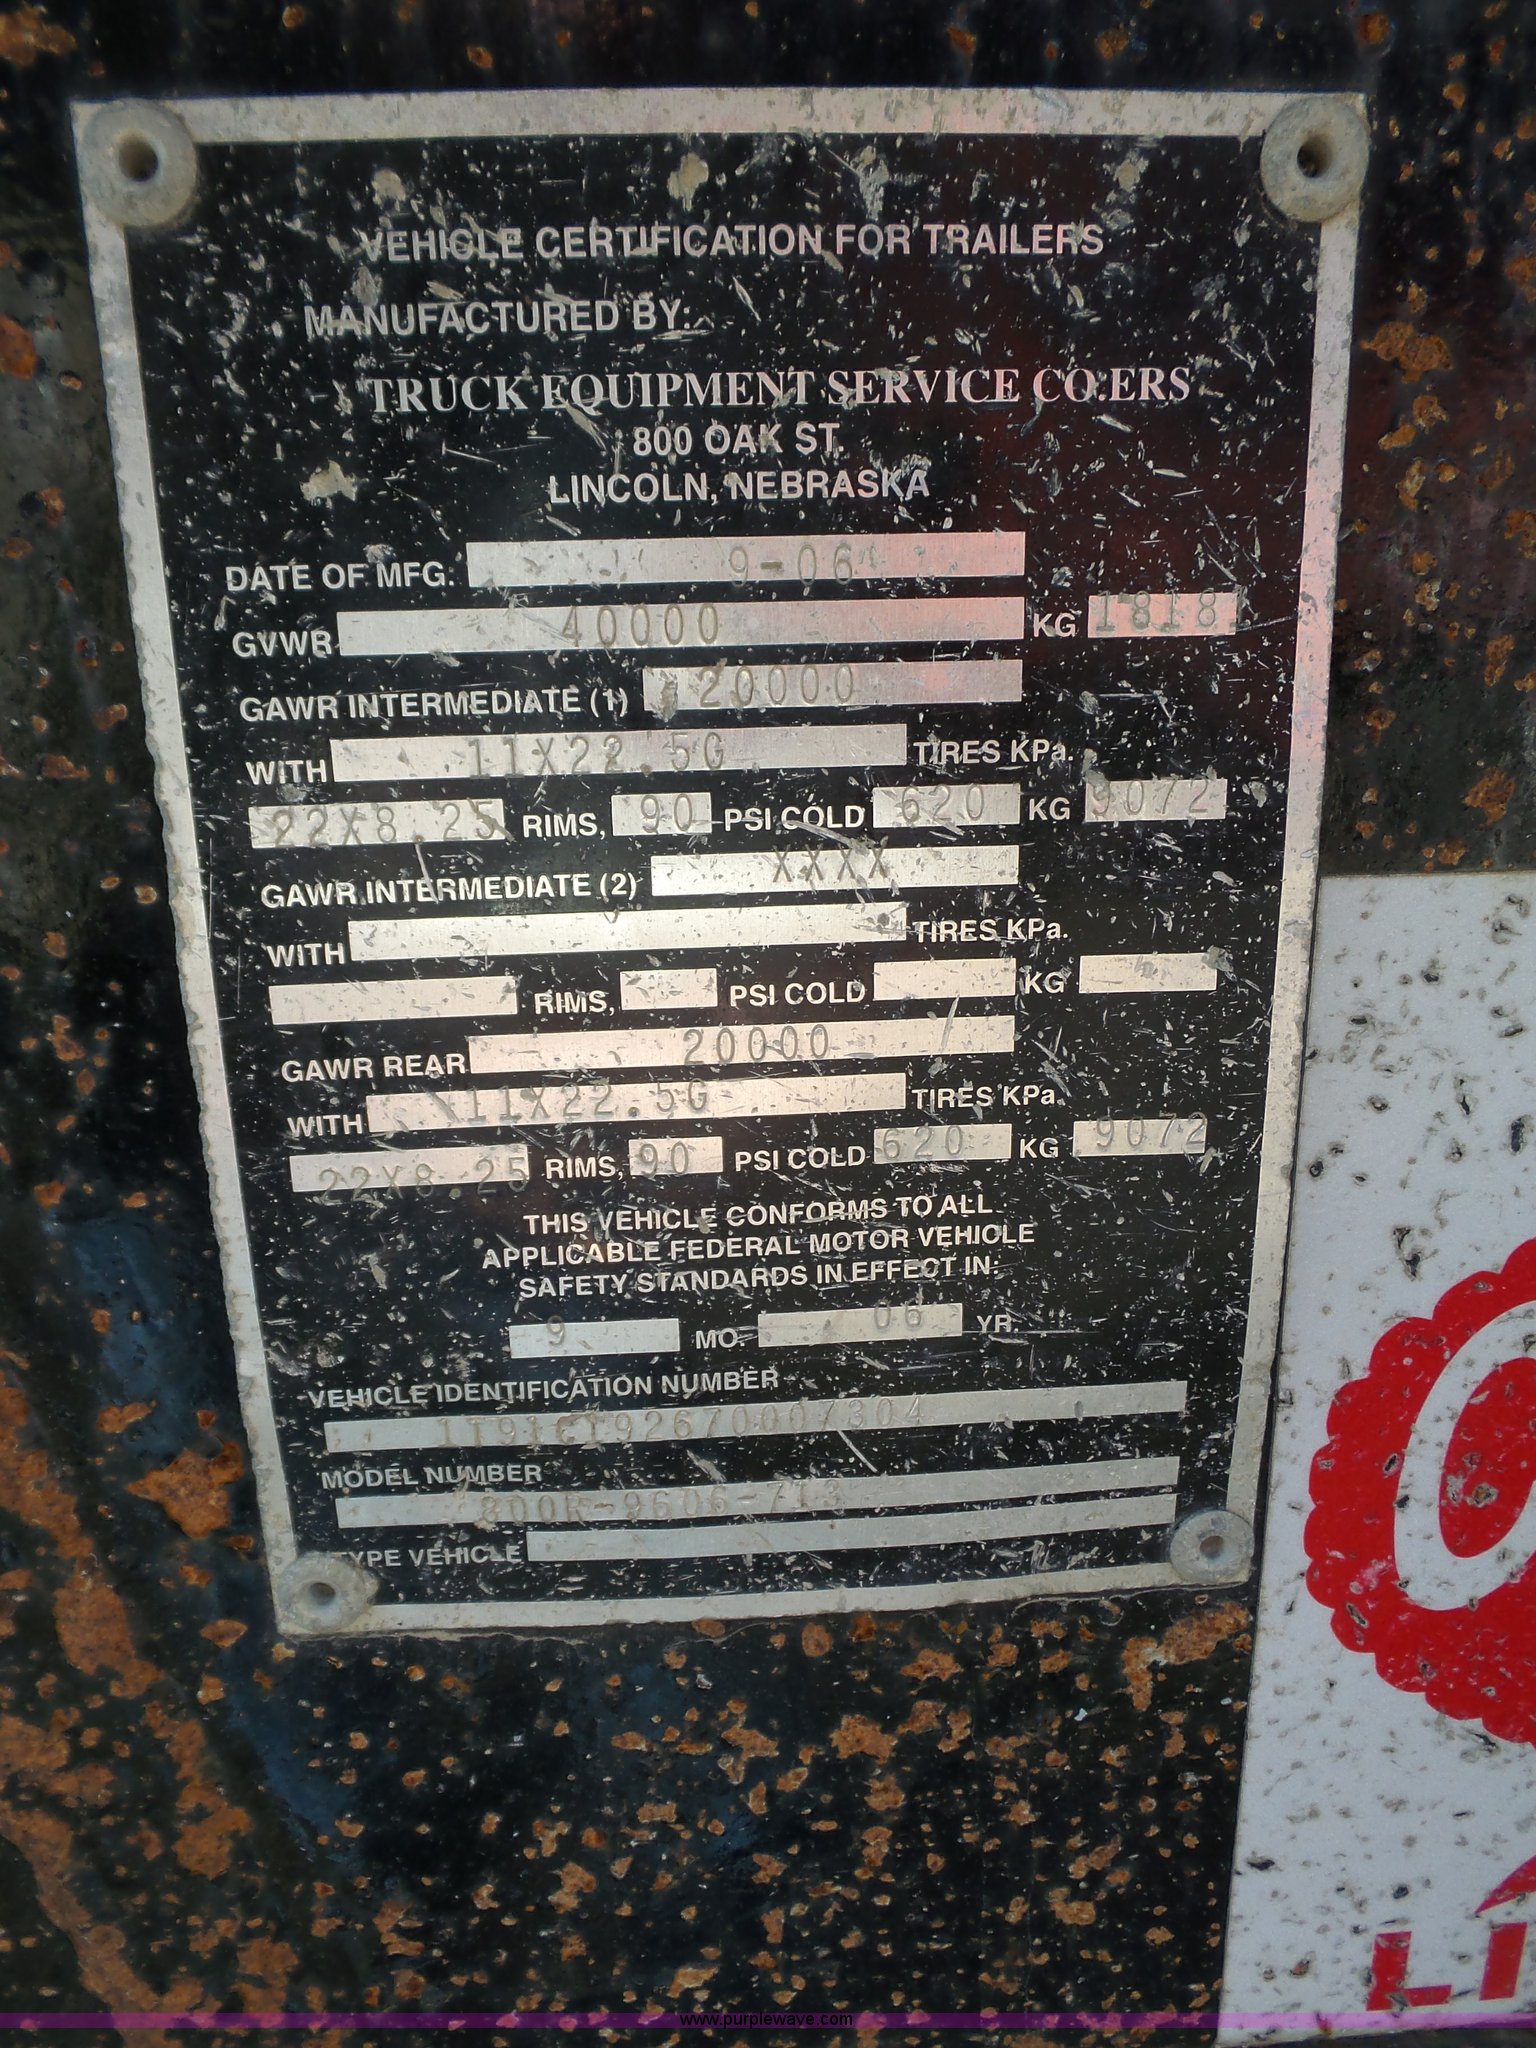 VEHICLE CERTIFICATION FOR TRAILERS
MANUFACTURED BY:
TRUCK EQUIPMENT SERVICE CO.ERS
800 OAK ST.
LINCOLN, NEBRASKA
DATE OF MFG. 9-06
GVWR 40000 KG 18181
GAWR INTERMEDIATE (1) 20000
WITH 11X22.5G TIRES KPa.
22X8.25 RIMS, 90 PSI COLD 620 KG 9072
GAWR INTERMEDIATE (2) XXXX
WITH TIRES KPa.
RIMS, PSI COLD KG
GAWR REAR 20000
WITH 11X22.5G TIRES KPa.
22X8.25 RIMS, 90 PSI COLD 620 KG 9072
THIS VEHICLE CONFORMS TO ALL
APPLICABLE FEDERAL MOTOR VEHICLE
SAFETY STANDARDS IN EFFECT IN:
9 MO. 06 YR
VEHICLE IDENTIFICATION NUMBER
1T91C192670007304
MODEL NUMBER
800R-9606-713
TYPE VEHICLE
LI
www.purplewave.com